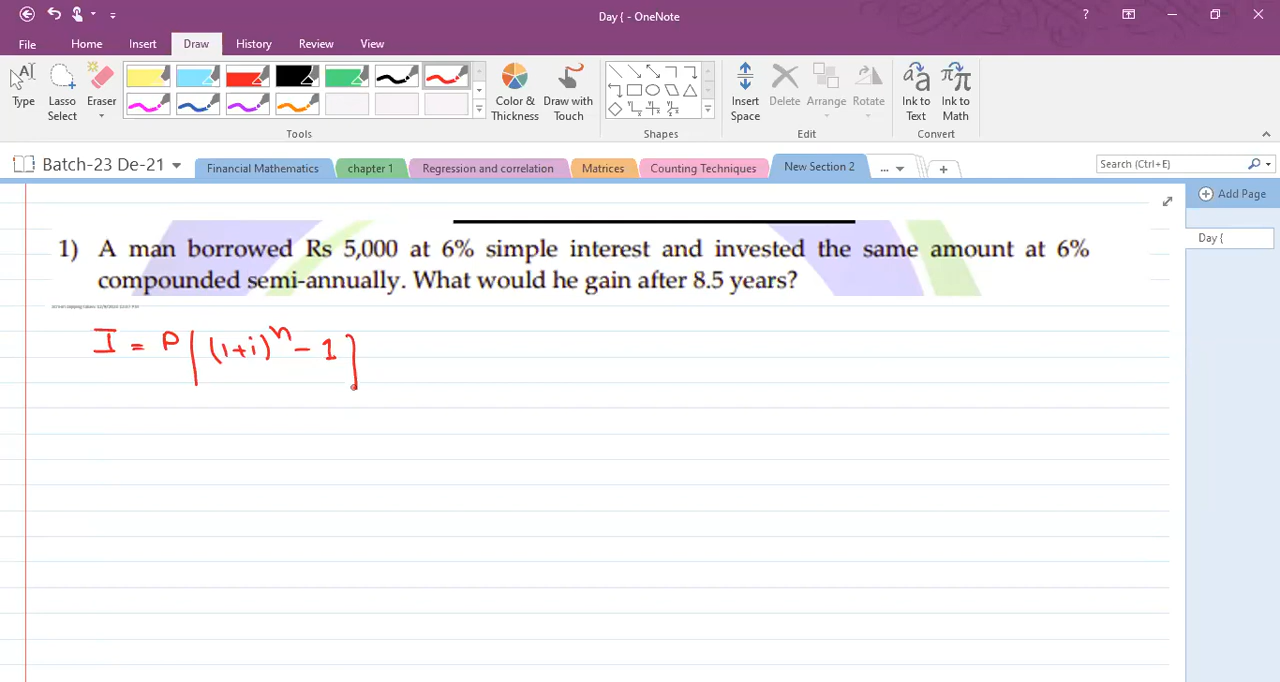 Day { - OneNote
?
File Home Insert Draw History Review View
Type
Lasso Select
Eraser
Color & Thickness
Draw with Touch
Insert Space
Delete
Arrange
Rotate
Ink to Text
Ink to Math
Tools Shapes Edit Convert
Batch-23 De-21
Financial Mathematics chapter 1 Regression and correlation Matrices Counting Techniques New Section 2 ...
Search (Ctrl+E)
Add Page
Day {
1) A man borrowed Rs 5,000 at 6% simple interest and invested the same amount at 6%
compounded semi-annually. What would he gain after 8.5 years?
I = P[(1+i)^n - 1]